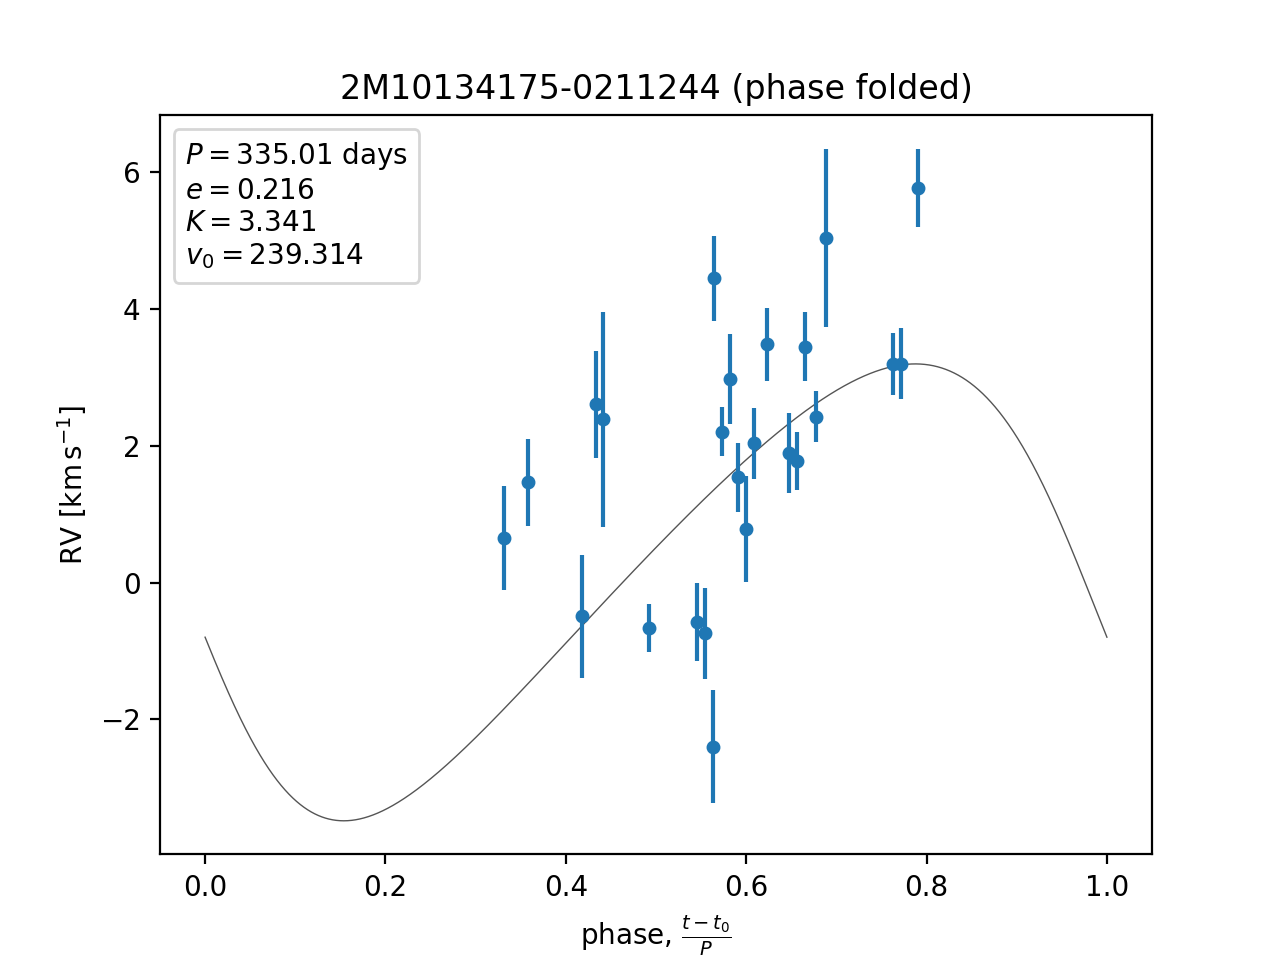 2M10134175-0211244 (phase folded)
P = 335.01 days
e = 0.216
K = 3.341
v₀ = 239.314
6
4
2
0
−2
RV [km s⁻¹]
0.0 0.2 0.4 0.6 0.8 1.0
phase, (t − t₀)/P